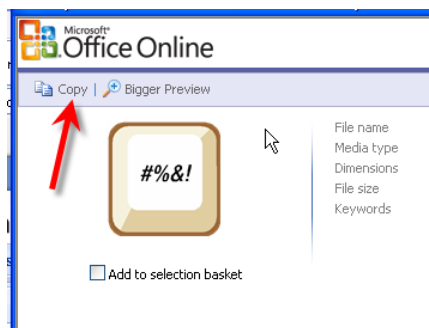 Microsoft®
Office Online
Copy | Bigger Preview
#%&!
Add to selection basket
File name
Media type
Dimensions
File size
Keywords